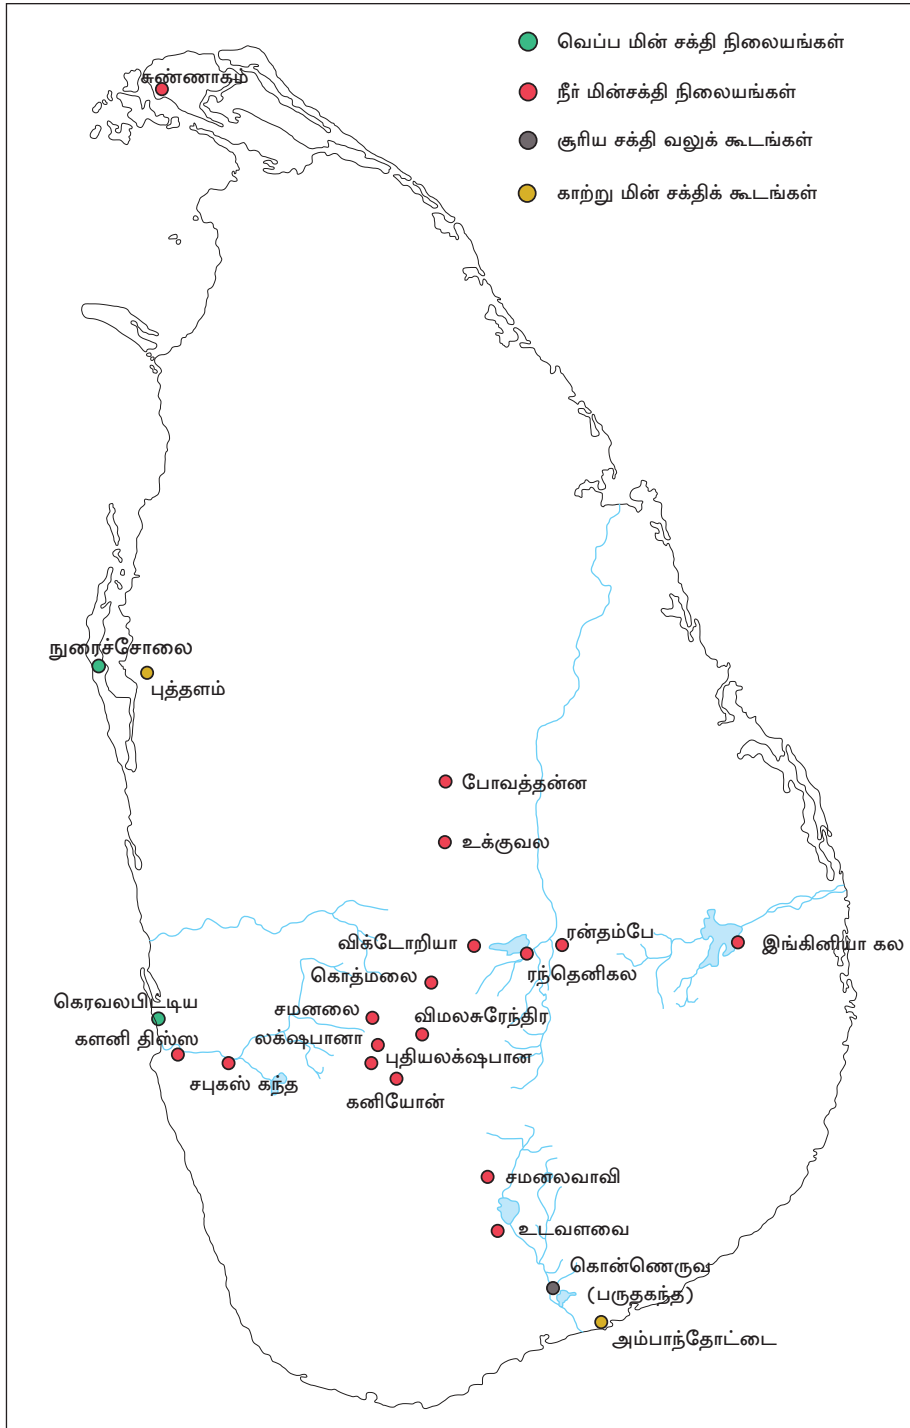 வெப்ப மின் சக்தி நிலையங்கள்
சுண்ணாகம்
நீர் மின்சக்தி நிலையங்கள்
சூரிய சக்தி வலுக் கூடங்கள்
காற்று மின் சக்திக் கூடங்கள்
நுரைச்சோலை
புத்தளம்
போவத்தன்ன
உக்குவல
விக்டோறியா
ரன்தம்பே
இங்கினியா கல
ரந்தெனிகல
கொத்மலை
கெரவலபிட்டிய
சமனலை
விமலசுரேந்திர
களனி திஸ்ஸ
லக்ஷபானா
புதியலக்ஷபான
சபுகஸ் கந்த
கனியோன்
சமனலவாவி
உடவளவை
கொன்னெருவ
(பருதகந்த)
அம்பாந்தோட்டை